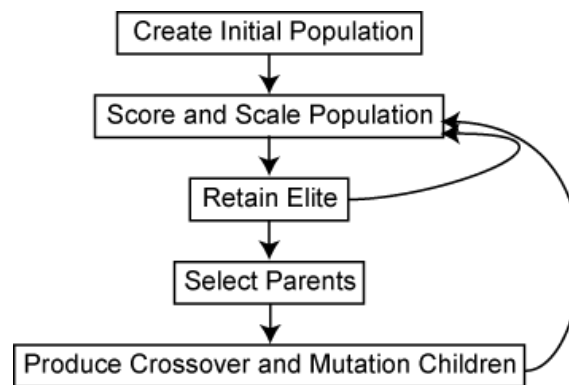 Create Initial Population
Score and Scale Population
Retain Elite
Select Parents
Produce Crossover and Mutation Children